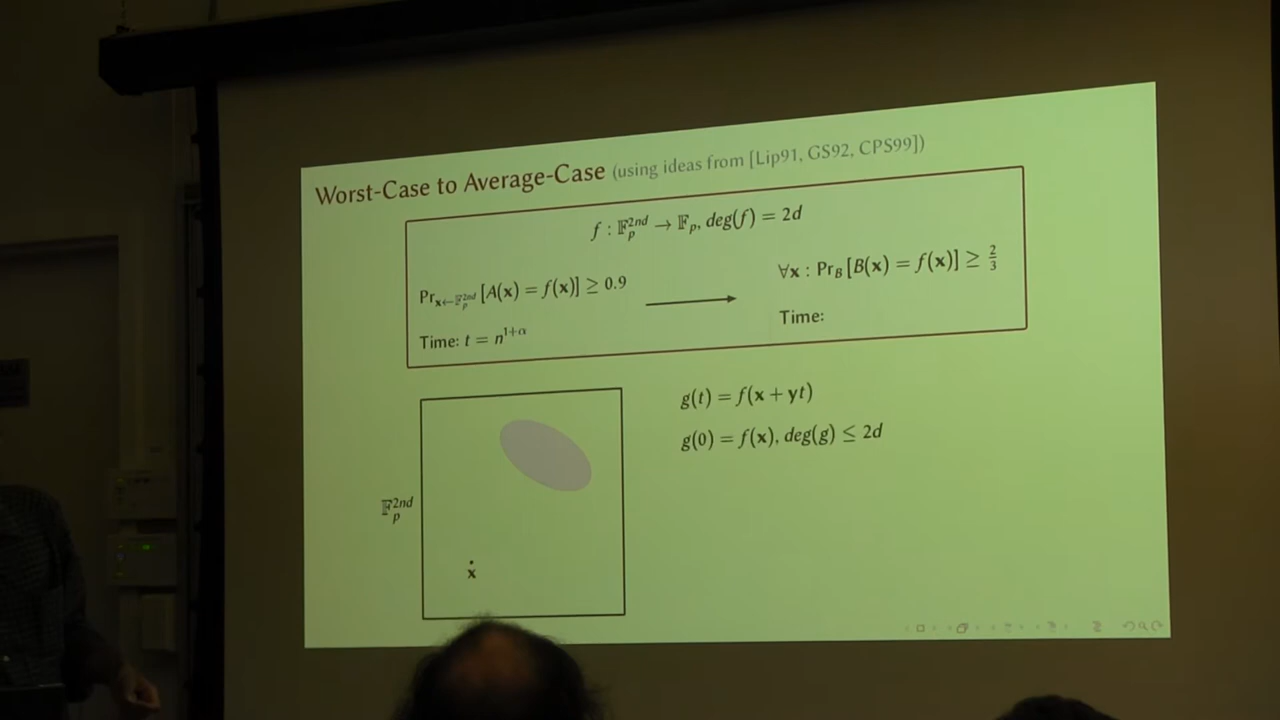 Worst-Case to Average-Case (using ideas from [Lip91, GS92, CPS99])
f : 𝔽_p^{2nd} → 𝔽_p, deg(f) = 2d
Pr_{x←𝔽_p^{2nd}} [A(x) = f(x)] ≥ 0.9
∀x : Pr_B [B(x) = f(x)] ≥ 2/3
Time: t = n^{1+α}
Time:
g(t) = f(x + yt)
g(0) = f(x), deg(g) ≤ 2d
𝔽_p^{2nd}
x